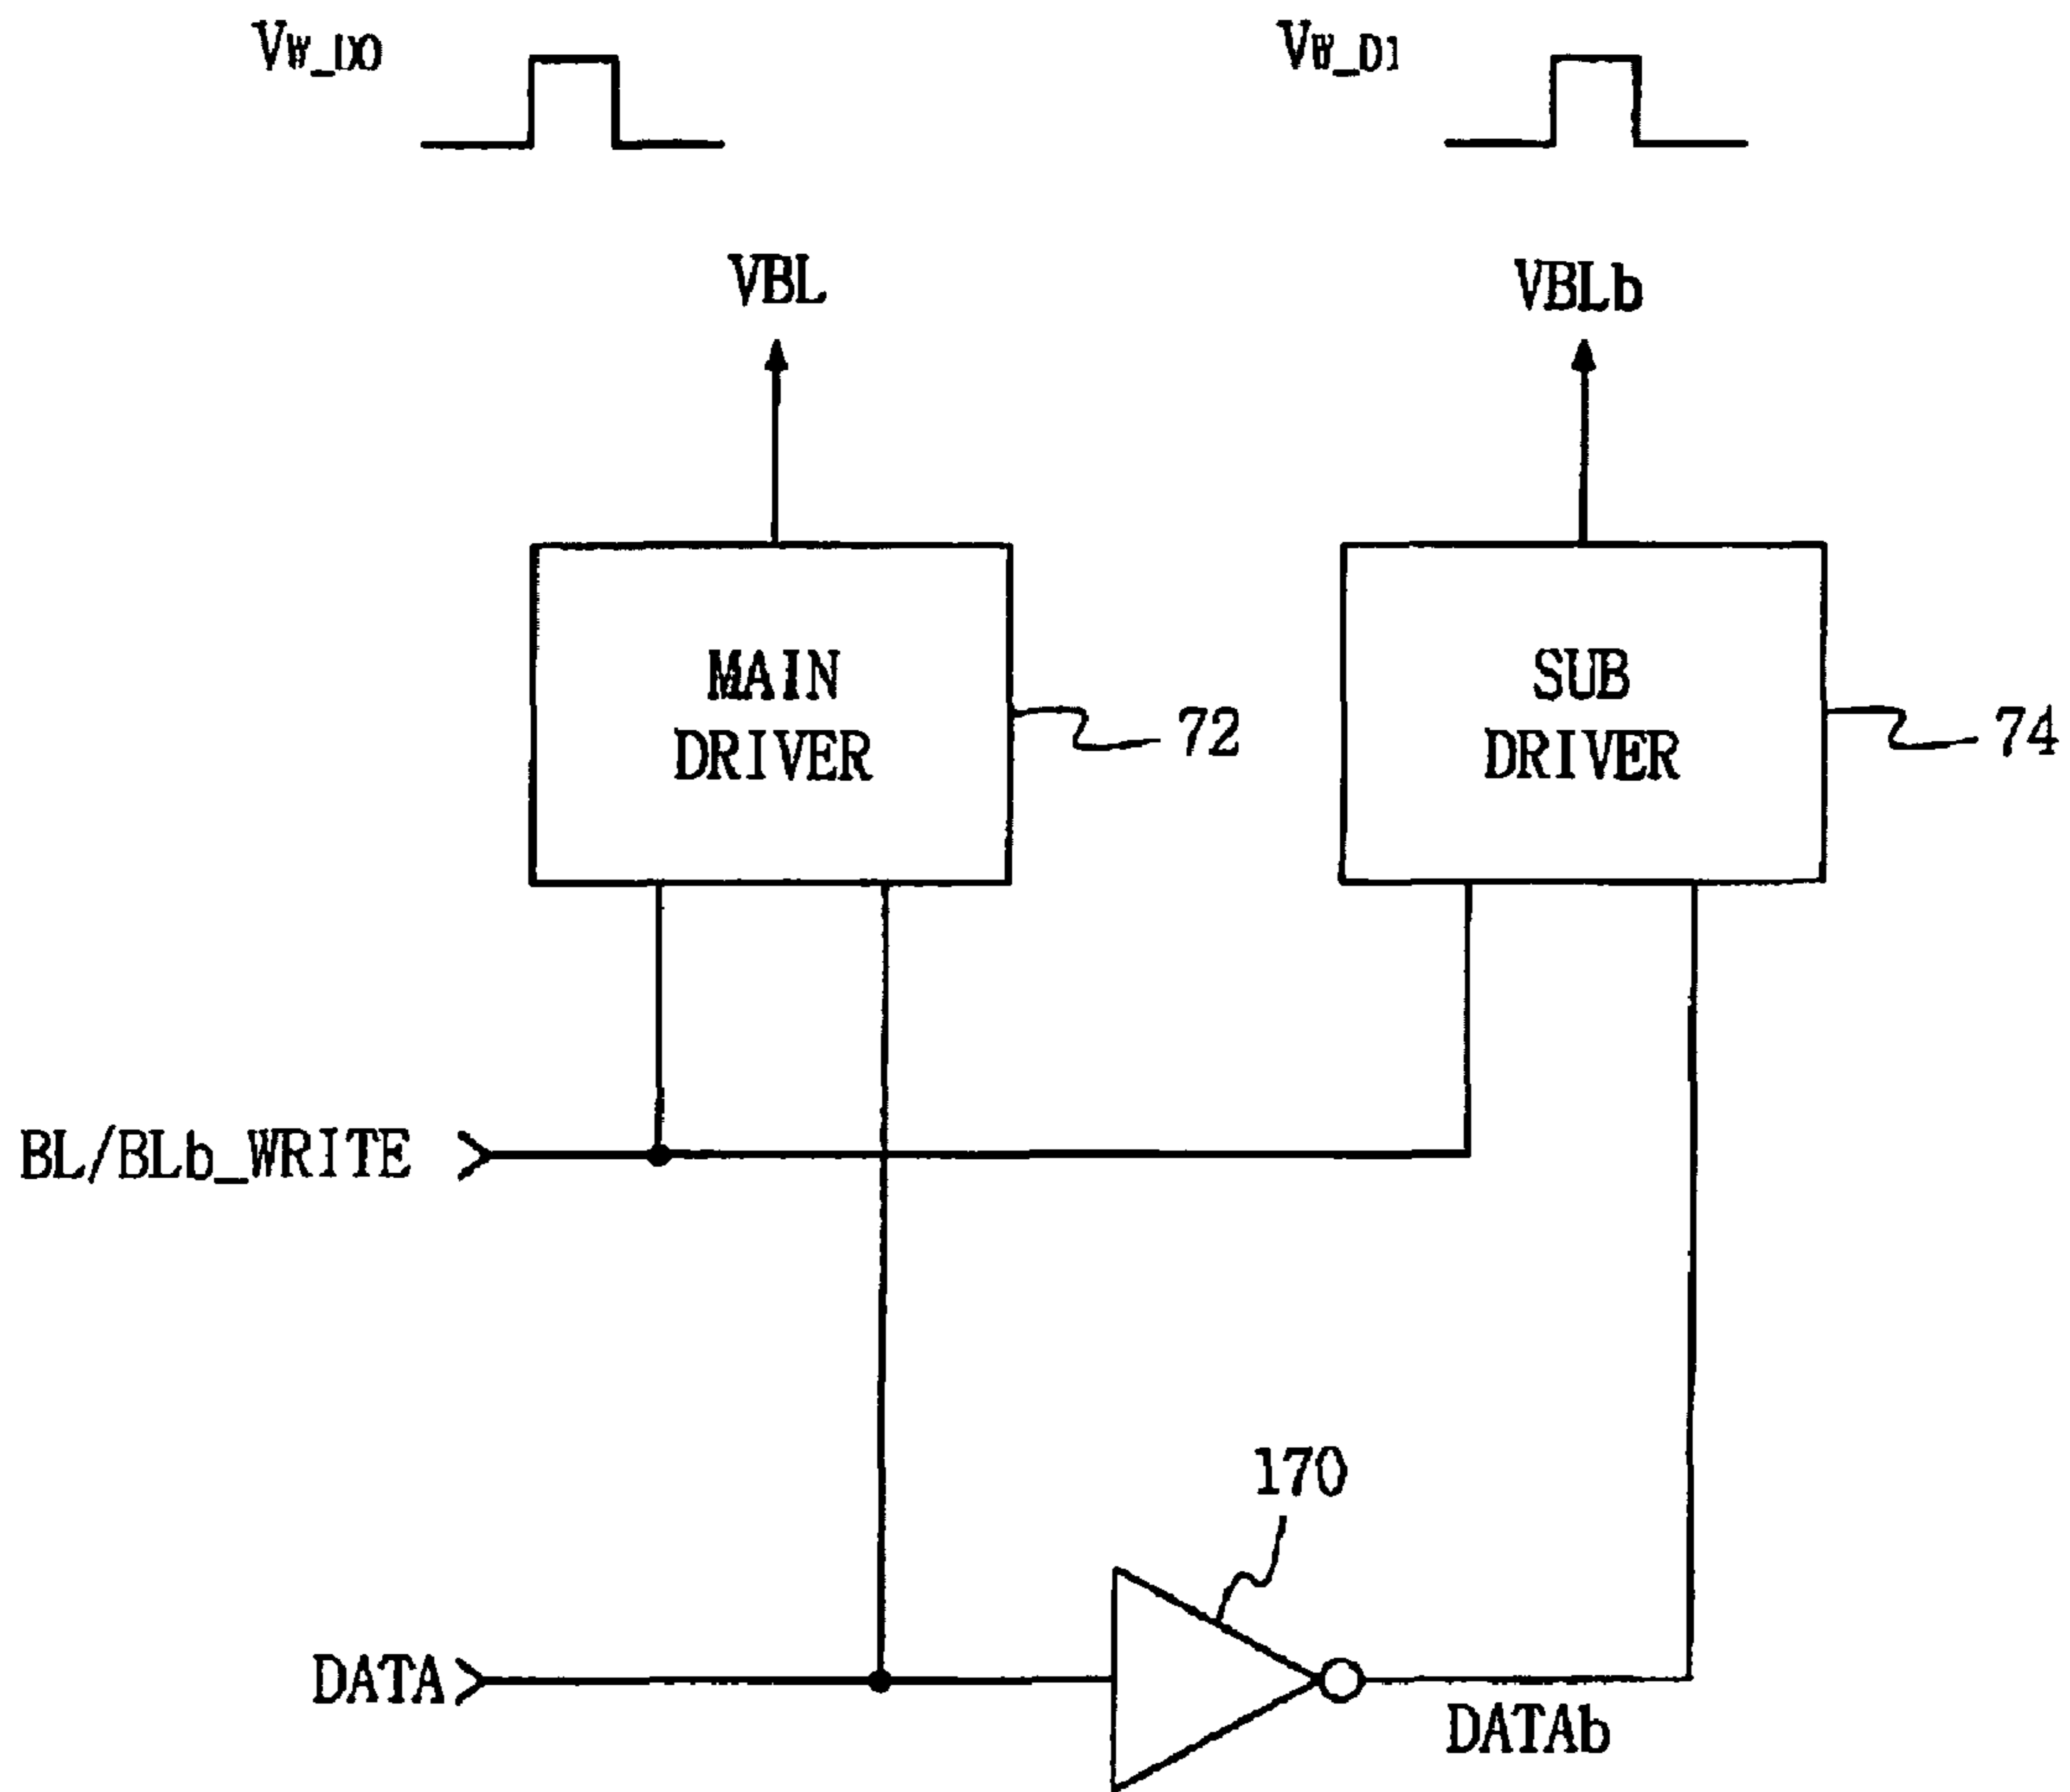 VW_D0
VW_D1
VBL
VBLb
MAIN
DRIVER
72
SUB
DRIVER
74
BL/BLb_WRITE
170
DATA
DATAb